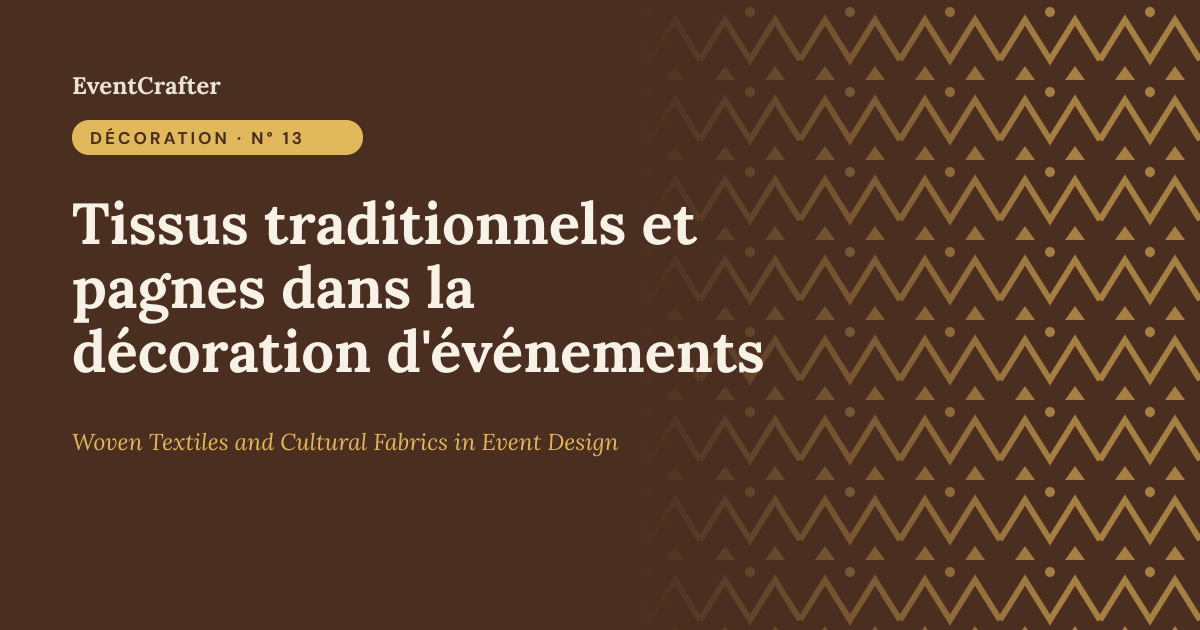 EventCrafter
DÉCORATION · N° 13
Tissus traditionnels et
pagnes dans la
décoration d'événements
Woven Textiles and Cultural Fabrics in Event Design